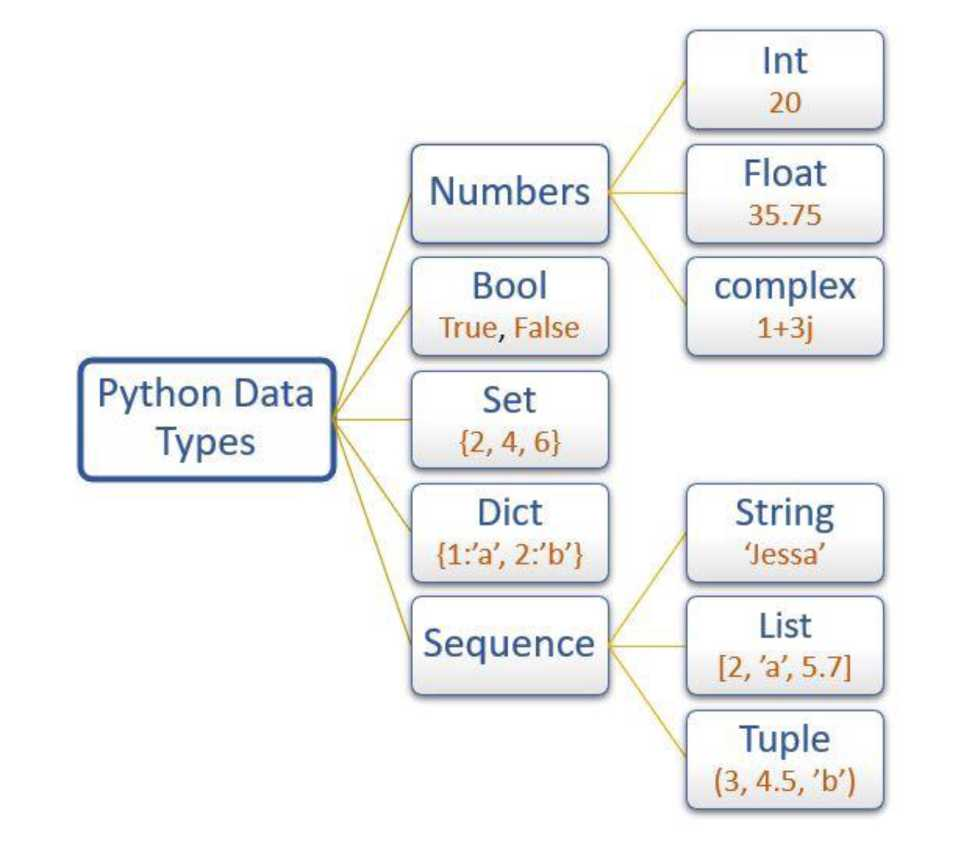 Python Data
Types
Numbers
Int
20
Float
35.75
complex
1+3j
Bool
True, False
Set
{2, 4, 6}
Dict
{1:’a’, 2:’b’}
Sequence
String
‘Jessa’
List
[2, ’a’, 5.7]
Tuple
(3, 4.5, ’b’)